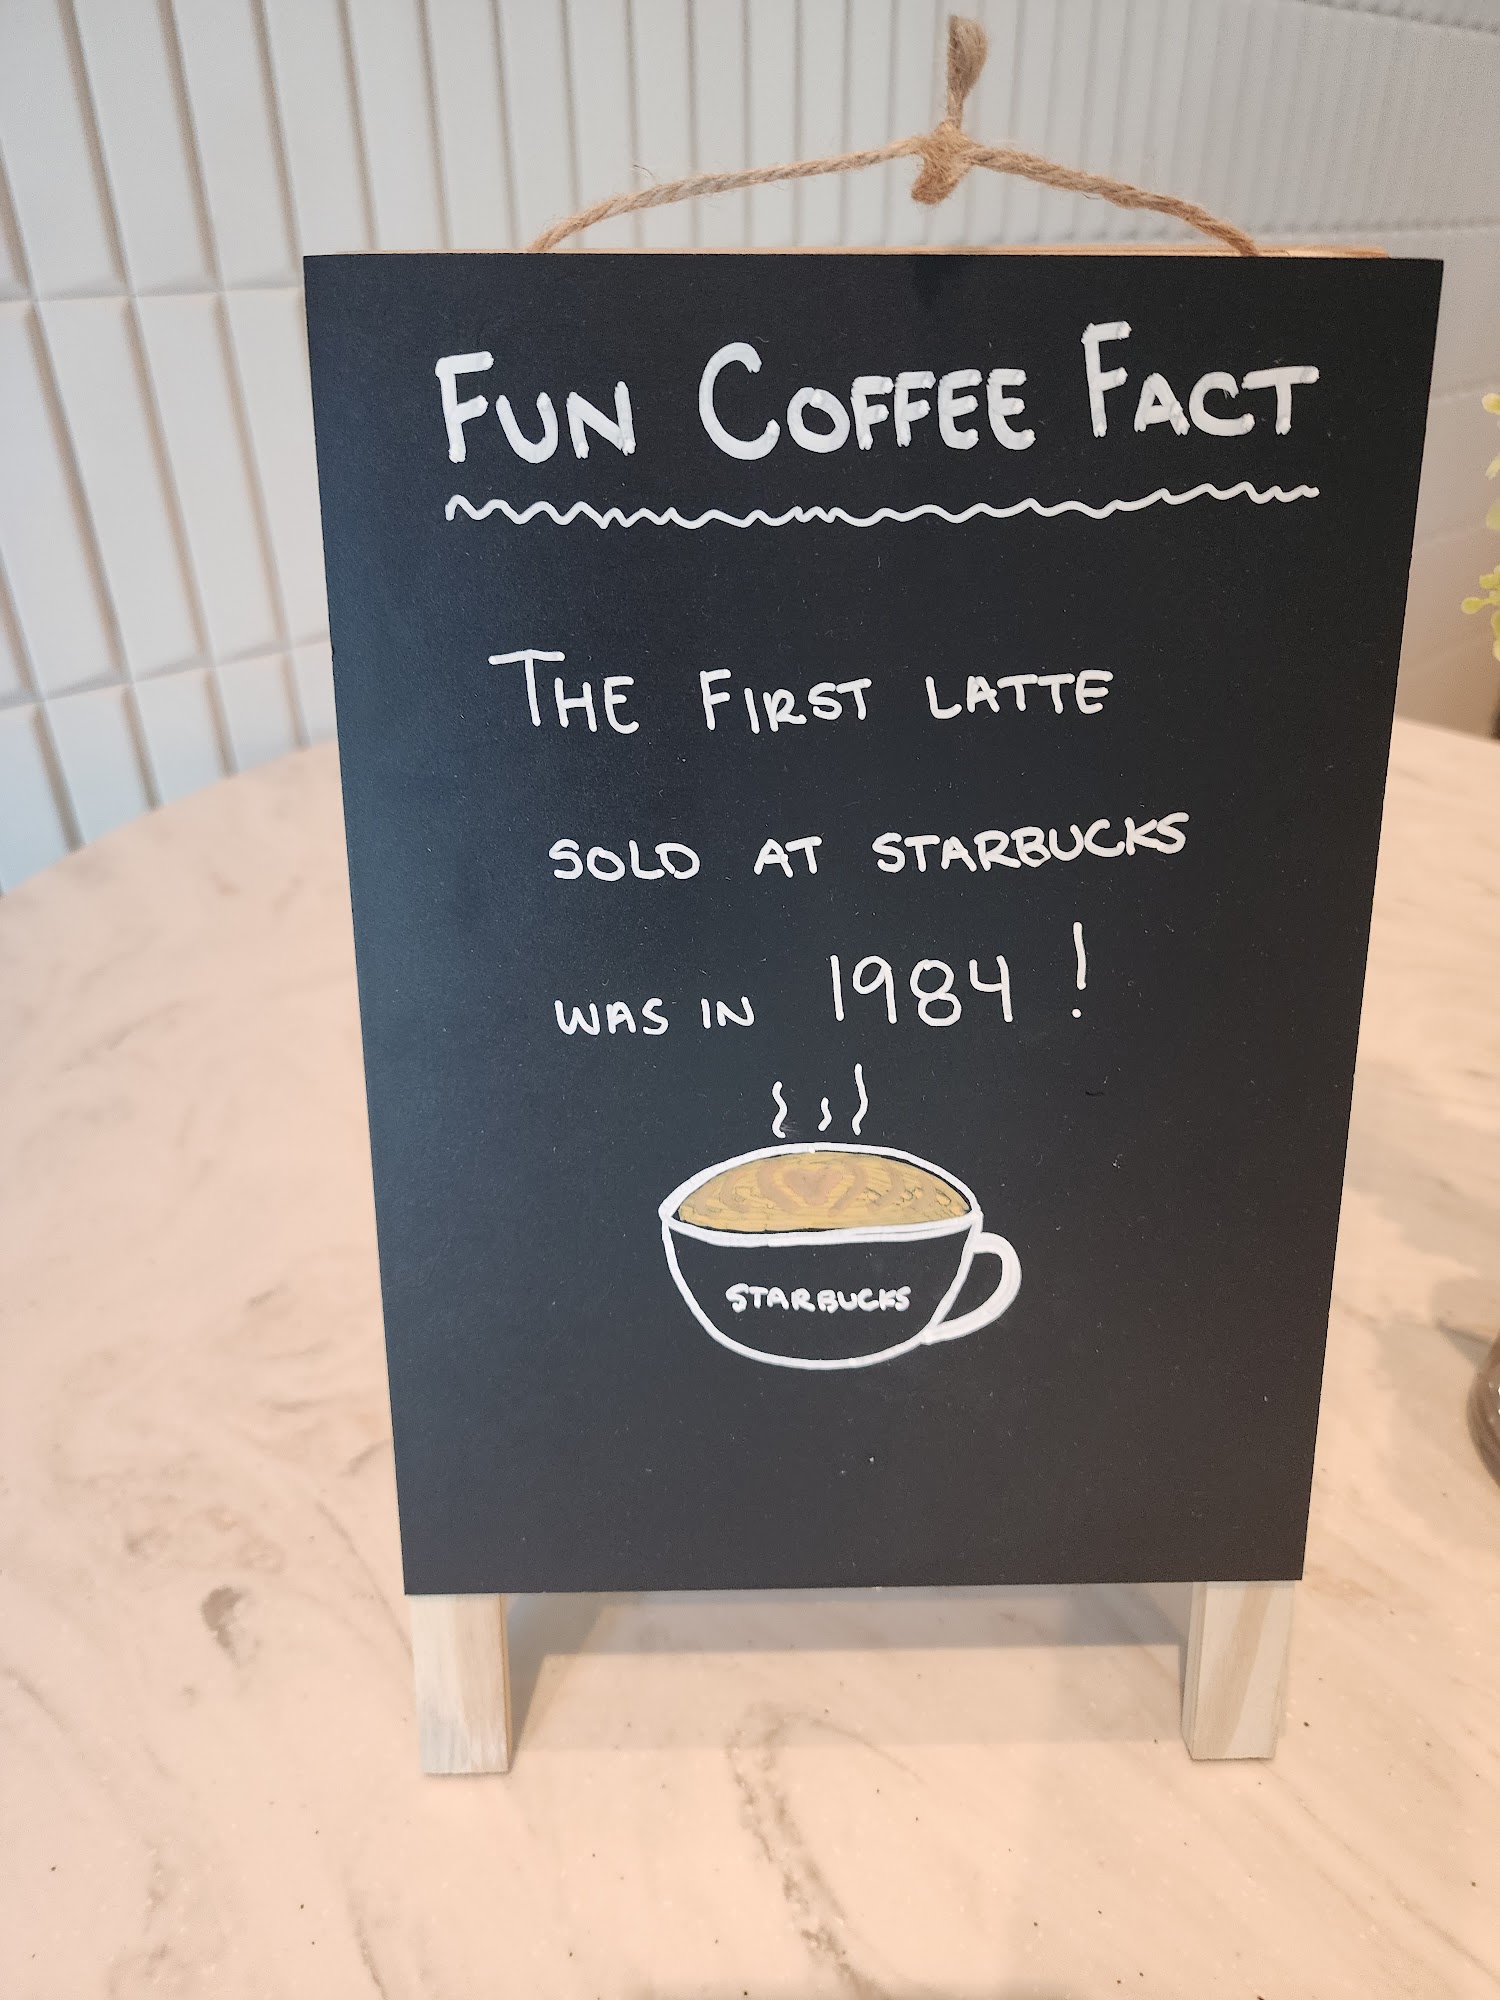 FUN COFFEE FACT
THE FIRST LATTE
SOLD AT STARBUCKS
WAS IN 1984!
STARBUCKS